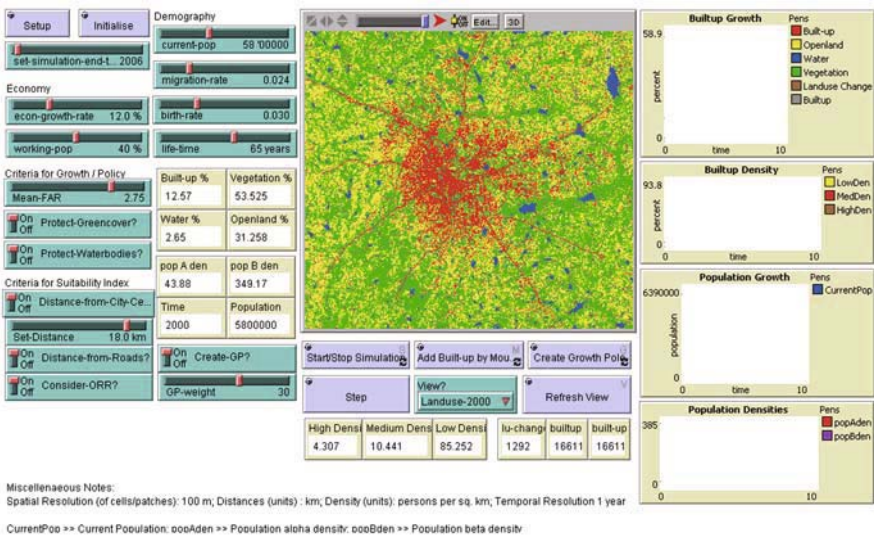 Setup
Initialise
set-simulation-end-t... 2006
Economy
econ-growth-rate 12.0 %
working-pop 40 %
Criteria for Growth / Policy
Mean-FAR 2.75
On
Off
Protect-Greencover?
On
Off
Protect-Waterbodies?
Criteria for Suitability Index
On
Off
Distance-from-City-Ce...
Set-Distance 18.0 km
On
Off
Distance-from-Roads?
On
Off
Consider-ORR?
Demography
current-pop 58 '00000
migration-rate 0.024
birth-rate 0.030
life-time 65 years
Built-up % Vegetation %
12.57 53.525
Water % Openland %
2.65 31.258
pop A den pop B den
43.88 349.17
Time Population
2000 5800000
On
Off
Create-GP?
GP-weight 30
Edit... 3D
Start/Stop Simulation
Add Built-up by Mou.
Create Growth Pole
Step
View?
Landuse-2000
Refresh View
High Densi Medium Dens Low Densi lu-change builtup built-up
4.307 10.441 85.252 1292 16611 16611
Builtup Growth
58.9
percent
0
0 time 10
Pens
Built-up
Openland
Water
Vegetation
Landuse Change
Builtup
Builtup Density
93.8
percent
0
0 time 10
Pens
LowDen
MedDen
HighDen
Population Growth
6390000
population
0
0 time 10
Pens
CurrentPop
Population Densities
385
0
0 10
Pens
popAden
popBden
Miscellenaeous Notes:
Spatial Resolution (of cells/patches): 100 m; Distances (units) : km; Density (units): persons per sq. km; Temporal Resolution 1 year
CurrentPop >> Current Population; popAden >> Population alpha density; popBden >> Population beta density